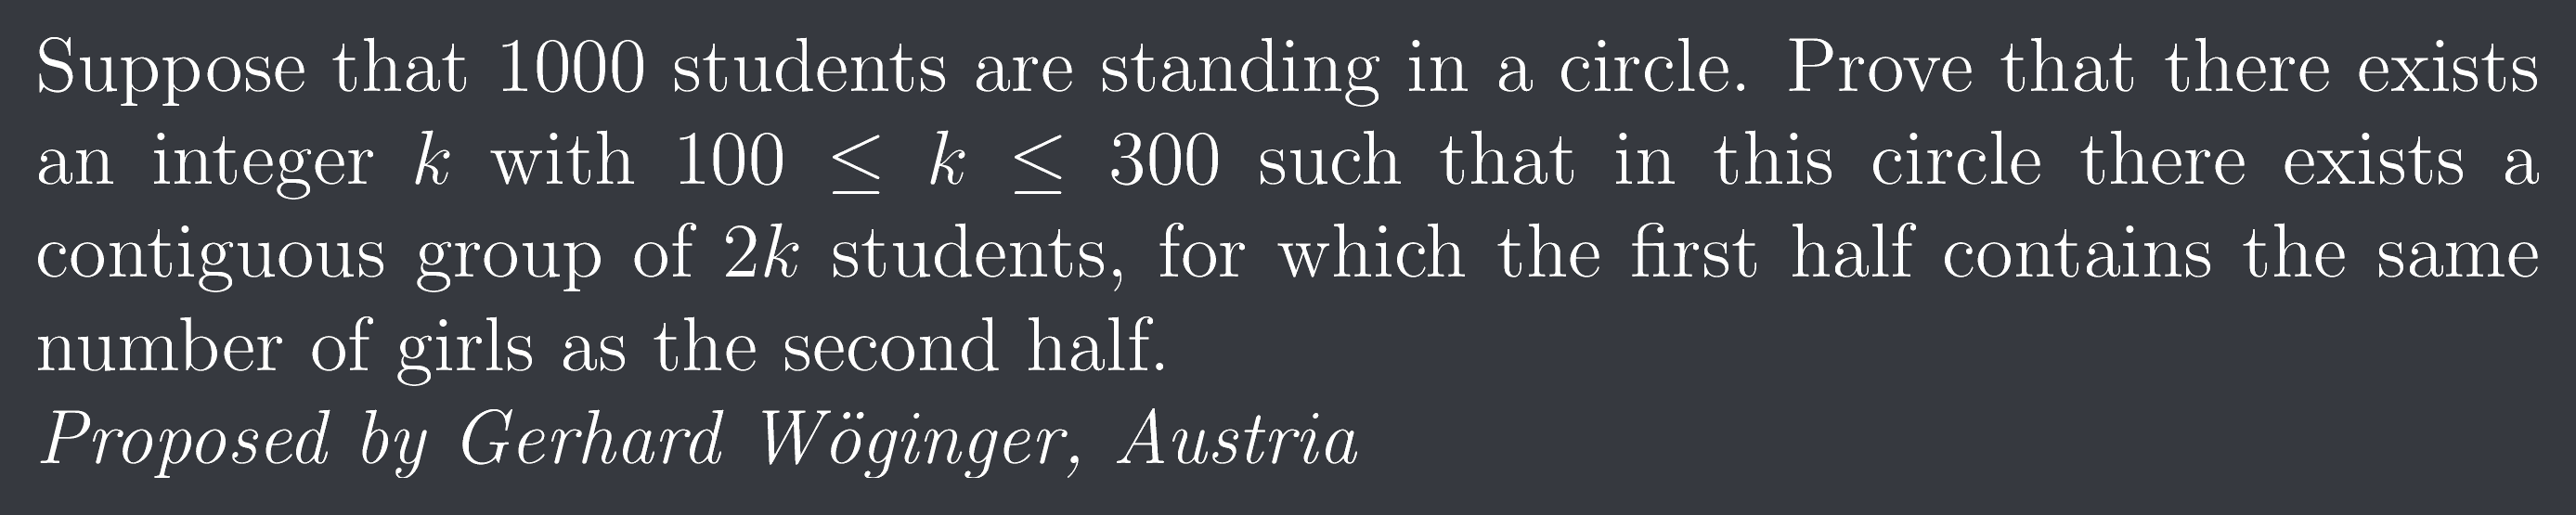 Suppose that 1000 students are standing in a circle. Prove that there exists
an integer k with 100 ≤ k ≤ 300 such that in this circle there exists a
contiguous group of 2k students, for which the first half contains the same
number of girls as the second half.
Proposed by Gerhard Wöginger, Austria